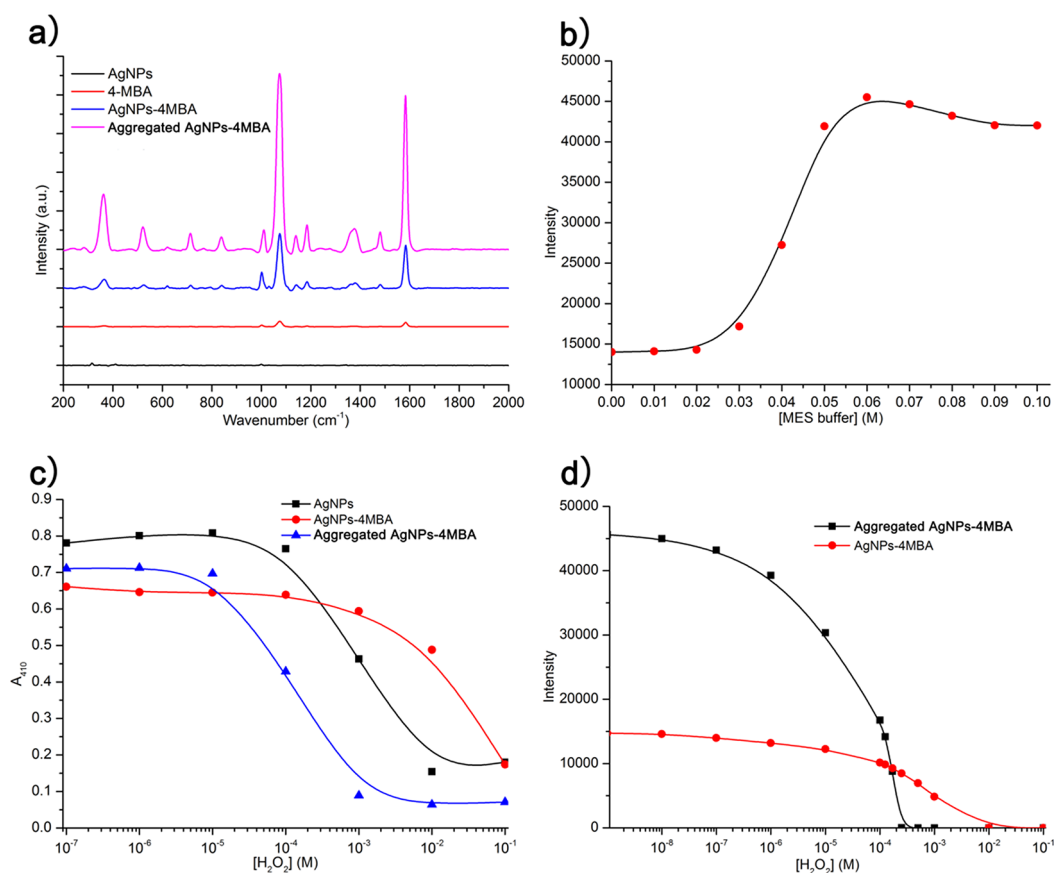 a)
AgNPs
4-MBA
AgNPs-4MBA
Aggregated AgNPs-4MBA
Intensity (a.u.)
200 400 600 800 1000 1200 1400 1600 1800 2000
Wavenumber (cm⁻¹)
b)
50000
45000
40000
35000
30000
25000
20000
15000
10000
0.00 0.01 0.02 0.03 0.04 0.05 0.06 0.07 0.08 0.09 0.10
[MES buffer] (M)
c)
AgNPs
AgNPs-4MBA
Aggregated AgNPs-4MBA
0.9
0.8
0.7
0.6
0.5
0.4
0.3
0.2
0.1
0.0
A₄₁₀
10⁻⁷ 10⁻⁶ 10⁻⁵ 10⁻⁴ 10⁻³ 10⁻² 10⁻¹
[H₂O₂] (M)
d)
Aggregated AgNPs-4MBA
AgNPs-4MBA
50000
40000
30000
20000
10000
0
Intensity
10⁻⁸ 10⁻⁷ 10⁻⁶ 10⁻⁵ 10⁻⁴ 10⁻³ 10⁻² 10⁻¹
[H₂O₂] (M)